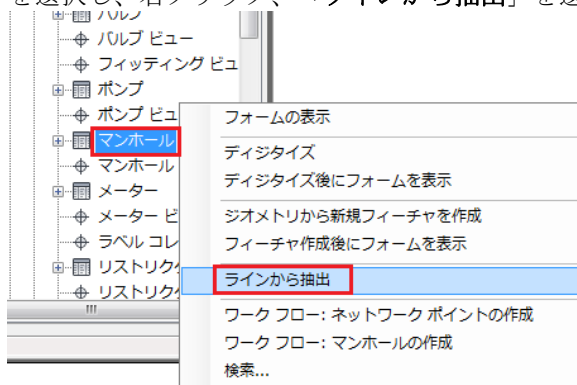 を選択し、右クリック、「ラインから抽出」を選
バルブ
バルブ ビュー
フィッティング ビュ
ポンプ
ポンプ ビュ
マンホール
マンホール
メーター
メーター ビ
ラベル コレ
リストリク
リストリク
フォームの表示
ディジタイズ
ディジタイズ後にフォームを表示
ジオメトリから新規フィーチャを作成
フィーチャ作成後にフォームを表示
ラインから抽出
ワーク フロー: ネットワーク ポイントの作成
ワーク フロー: マンホールの作成
検索...